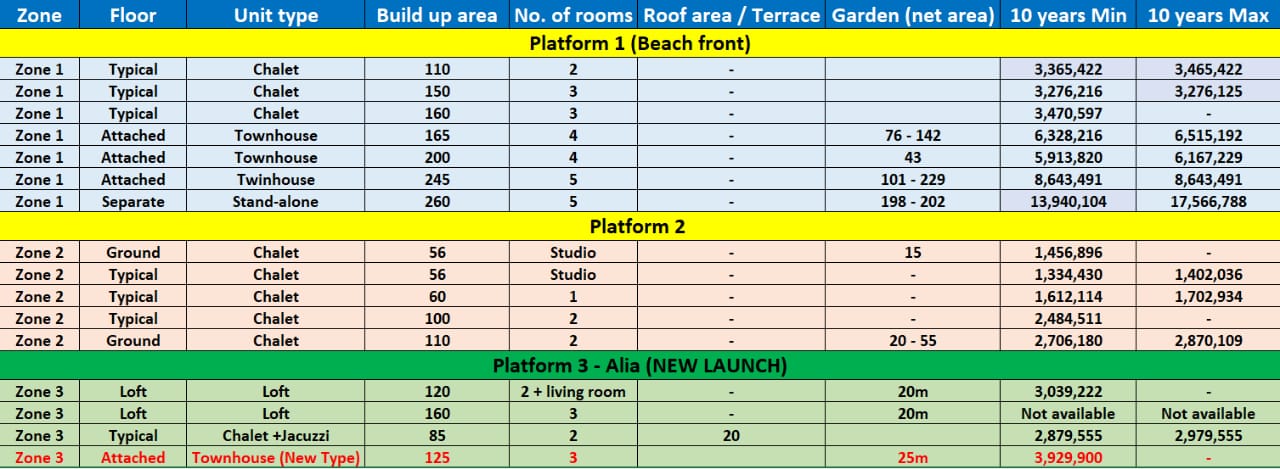 Zone Floor Unit type Build up area No. of rooms Roof area / Terrace Garden (net area) 10 years Min 10 years Max
Platform 1 (Beach front)
Zone 1 Typical Chalet 110 2 - 3,365,422 3,465,422
Zone 1 Typical Chalet 150 3 - 3,276,216 3,276,125
Zone 1 Typical Chalet 160 3 - 3,470,597 -
Zone 1 Attached Townhouse 165 4 - 76 - 142 6,328,216 6,515,192
Zone 1 Attached Townhouse 200 4 - 43 5,913,820 6,167,229
Zone 1 Attached Twinhouse 245 5 - 101 - 229 8,643,491 8,643,491
Zone 1 Separate Stand-alone 260 5 - 198 - 202 13,940,104 17,566,788
Platform 2
Zone 2 Ground Chalet 56 Studio - 15 1,456,896 -
Zone 2 Typical Chalet 56 Studio - - 1,334,430 1,402,036
Zone 2 Typical Chalet 60 1 - - 1,612,114 1,702,934
Zone 2 Typical Chalet 100 2 - - 2,484,511 -
Zone 2 Ground Chalet 110 2 - 20 - 55 2,706,180 2,870,109
Platform 3 - Alia (NEW LAUNCH)
Zone 3 Loft Loft 120 2 + living room - 20m 3,039,222 -
Zone 3 Loft Loft 160 3 - 20m Not available Not available
Zone 3 Typical Chalet +Jacuzzi 85 2 20 2,879,555 2,979,555
Zone 3 Attached Townhouse (New Type) 125 3 25m 3,929,900 -